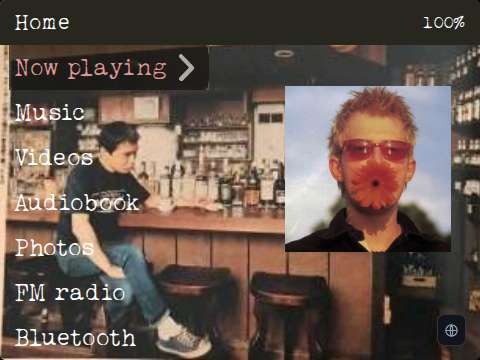 Home
100%
Now playing
Music
Videos
Audiobook
Photos
FM radio
Bluetooth